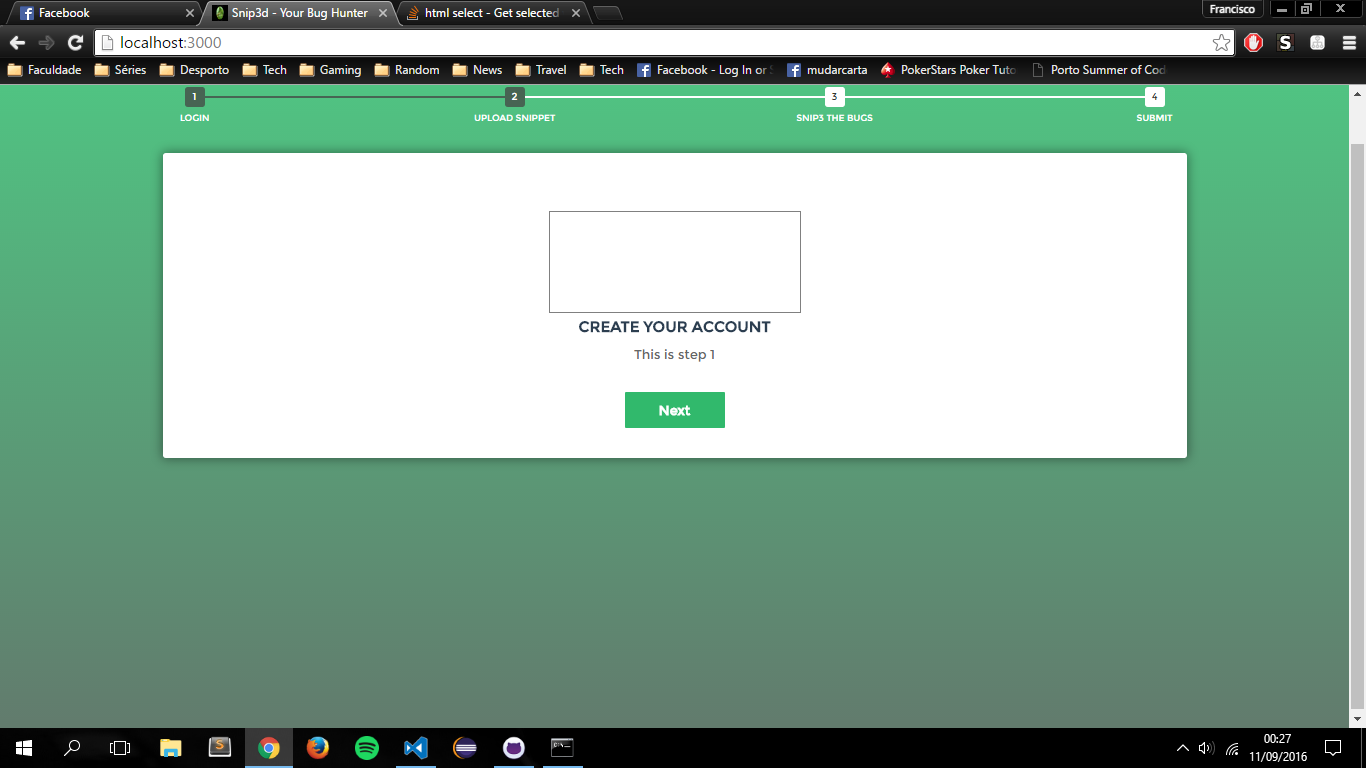 Facebook
Snip3d - Your Bug Hunter
html select - Get selected
Francisco
localhost:3000
S
Faculdade
Séries
Desporto
Tech
Gaming
Random
News
Travel
Tech
Facebook - Log In or
mudarcarta
PokerStars Poker Tuto
Porto Summer of Cod
1
2
3
4
LOGIN
UPLOAD SNIPPET
SNIP3 THE BUGS
SUBMIT
CREATE YOUR ACCOUNT
This is step 1
Next
00:27
11/09/2016